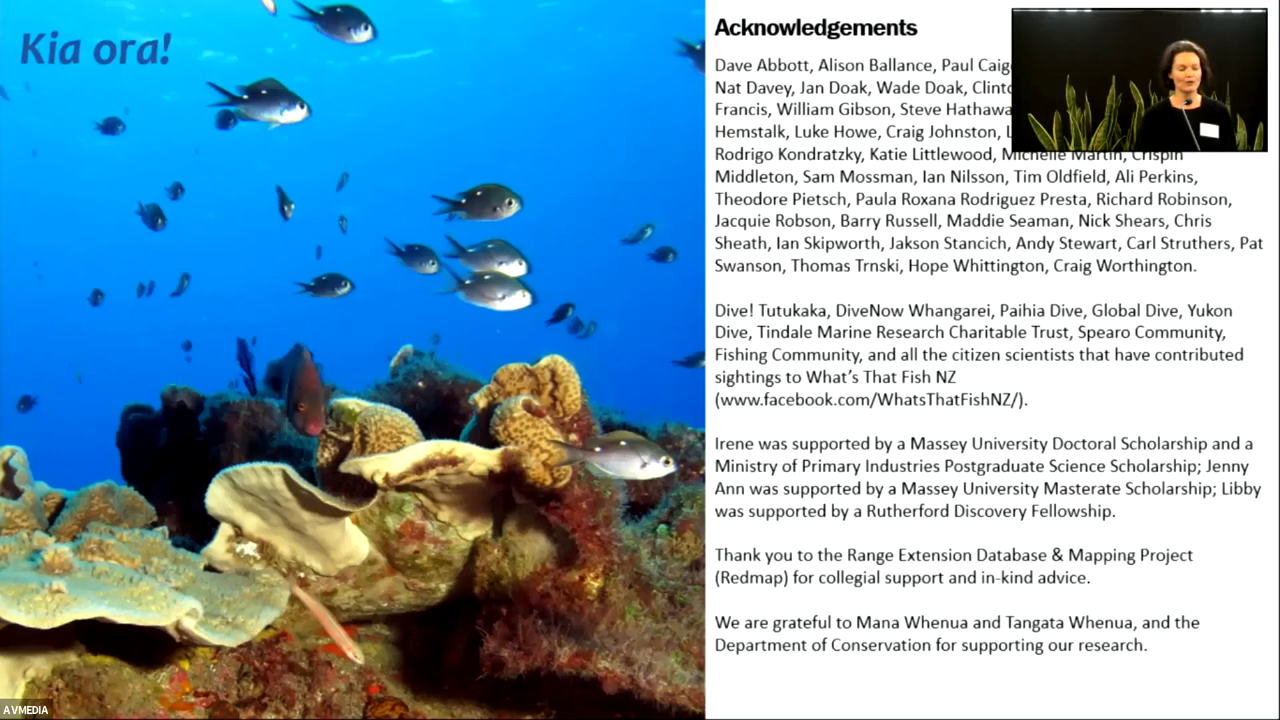 Kia ora!
Acknowledgements
Dave Abbott, Alison Ballance, Paul Caig
Nat Davey, Jan Doak, Wade Doak, Clint
Francis, William Gibson, Steve Hathawa
Hemstalk, Luke Howe, Craig Johnston, L
Rodrigo Kondratzky, Katie Littlewood, Michelle Martin, Crispin
Middleton, Sam Mossman, Ian Nilsson, Tim Oldfield, Ali Perkins,
Theodore Pietsch, Paula Roxana Rodriguez Presta, Richard Robinson,
Jacquie Robson, Barry Russell, Maddie Seaman, Nick Shears, Chris
Sheath, Ian Skipworth, Jakson Stancich, Andy Stewart, Carl Struthers, Pat
Swanson, Thomas Trnski, Hope Whittington, Craig Worthington.
Dive! Tutukaka, DiveNow Whangarei, Paihia Dive, Global Dive, Yukon
Dive, Tindale Marine Research Charitable Trust, Spearo Community,
Fishing Community, and all the citizen scientists that have contributed
sightings to What's That Fish NZ
(www.facebook.com/WhatsThatFishNZ/).
Irene was supported by a Massey University Doctoral Scholarship and a
Ministry of Primary Industries Postgraduate Science Scholarship; Jenny
Ann was supported by a Massey University Masterate Scholarship; Libby
was supported by a Rutherford Discovery Fellowship.
Thank you to the Range Extension Database & Mapping Project
(Redmap) for collegial support and in-kind advice.
We are grateful to Mana Whenua and Tangata Whenua, and the
Department of Conservation for supporting our research.
AVMEDIA